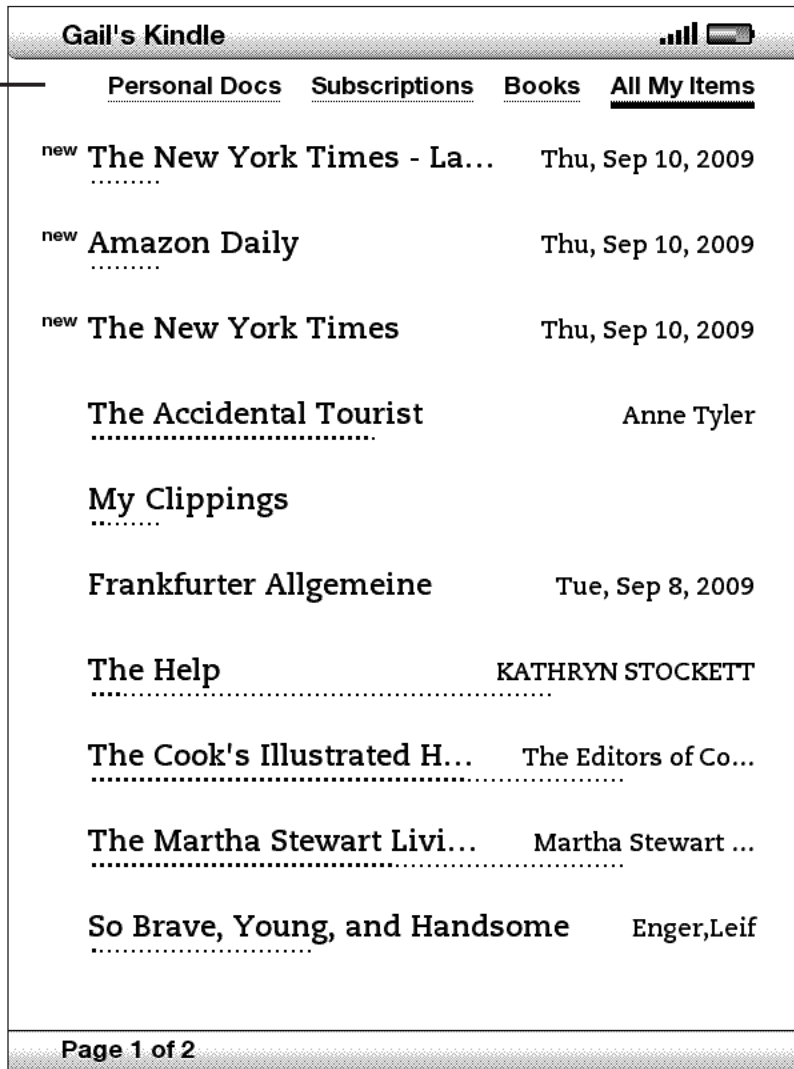 Gail's Kindle
Personal Docs Subscriptions Books All My Items
new The New York Times - La... Thu, Sep 10, 2009
new Amazon Daily Thu, Sep 10, 2009
new The New York Times Thu, Sep 10, 2009
The Accidental Tourist Anne Tyler
My Clippings
Frankfurter Allgemeine Tue, Sep 8, 2009
The Help KATHRYN STOCKETT
The Cook's Illustrated H... The Editors of Co...
The Martha Stewart Livi... Martha Stewart ...
So Brave, Young, and Handsome Enger,Leif
Page 1 of 2